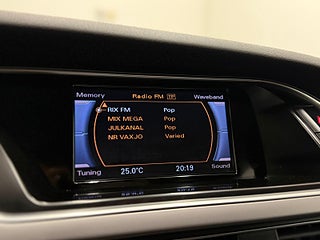 Memory Radio FM TP Waveband
RIX FM Pop
MIX MEGA Pop
JULKANAL Pop
NR VAXJO Varied
Tuning 25.0°C 20:19 Sound